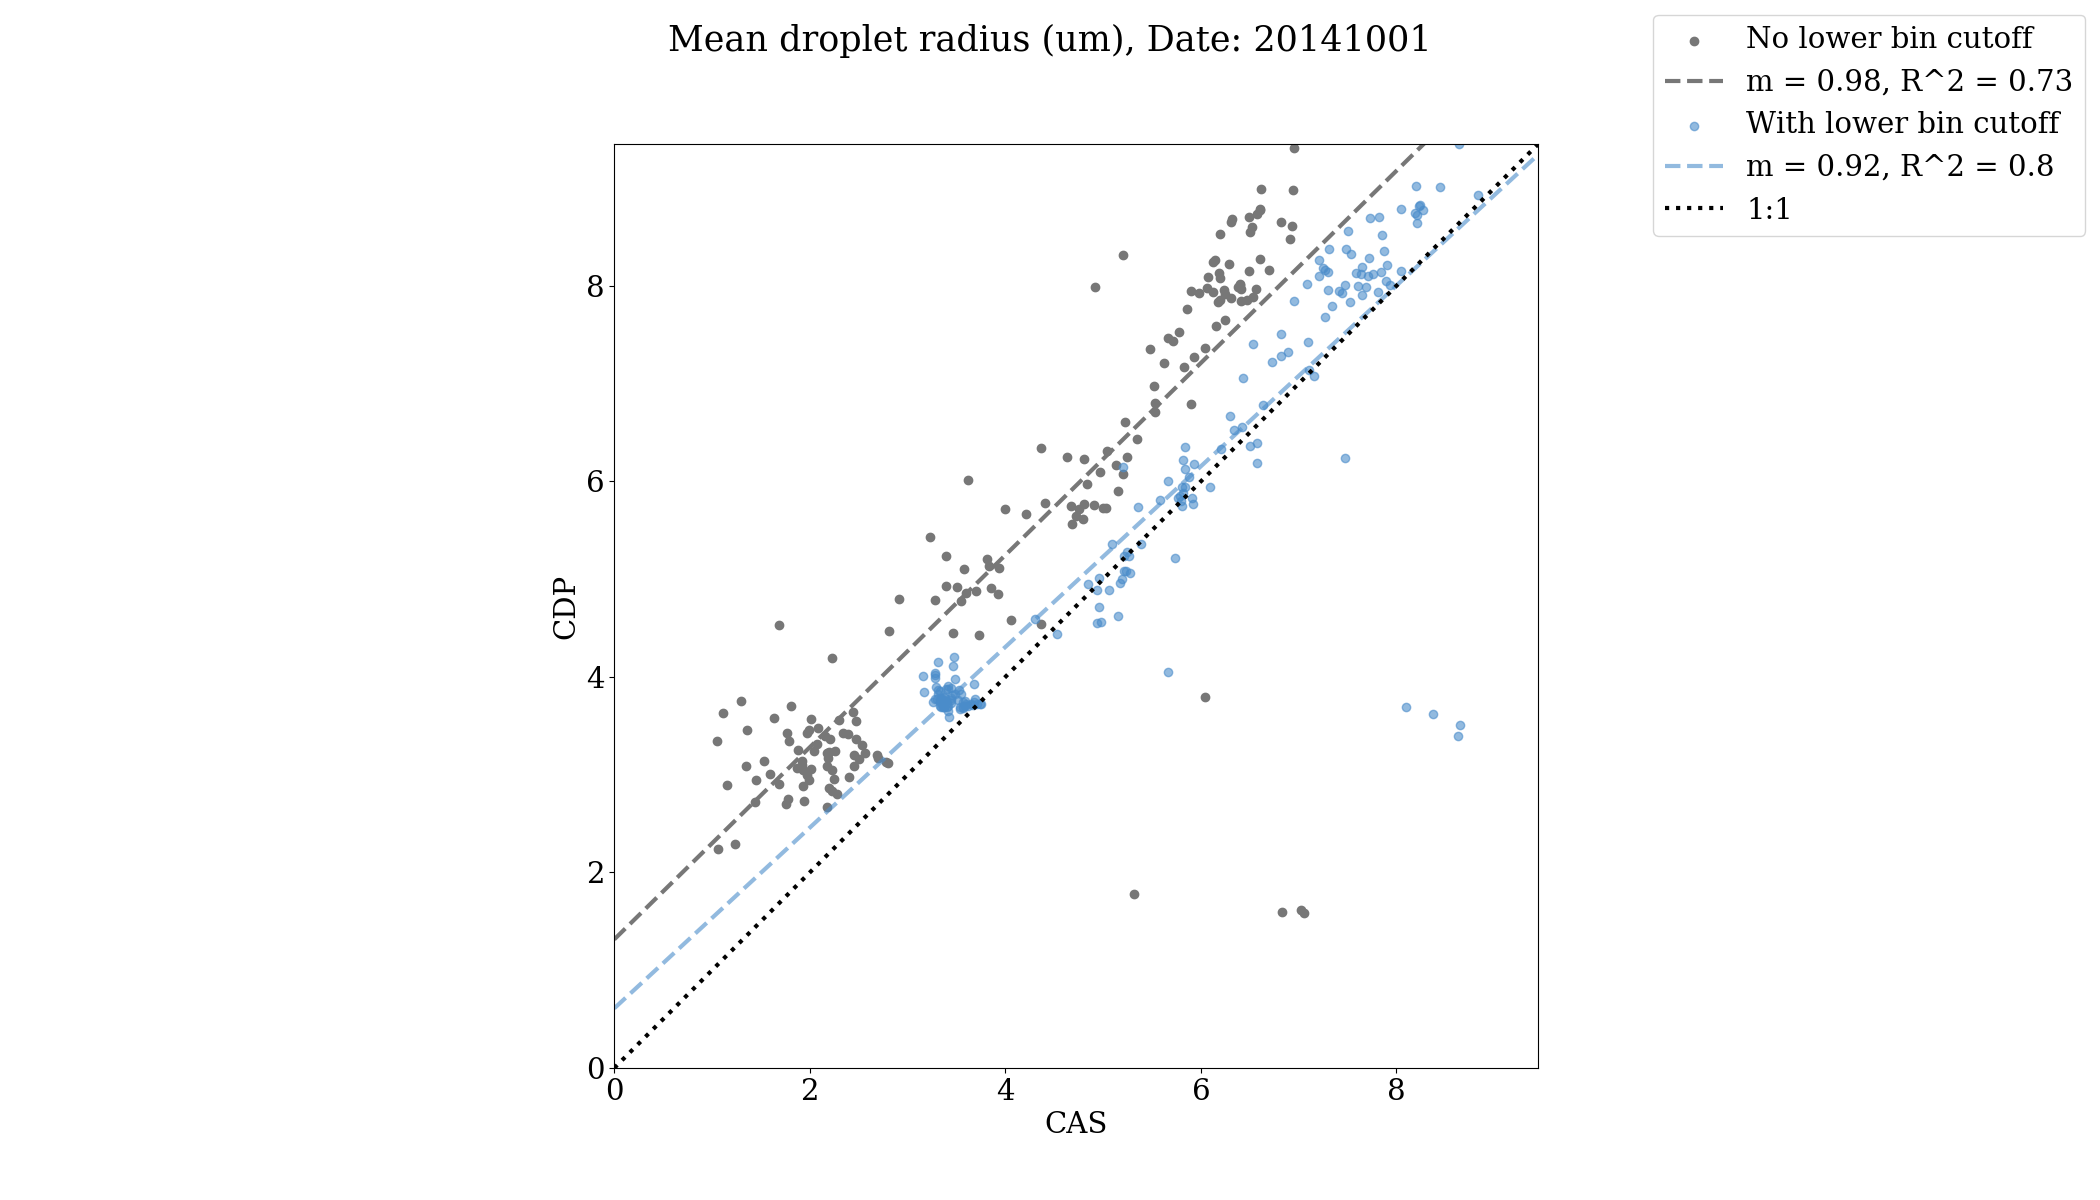 Mean droplet radius (um), Date: 20141001
No lower bin cutoff
m = 0.98, R^2 = 0.73
With lower bin cutoff
m = 0.92, R^2 = 0.8
1:1
8
6
4
2
0
CDP
0 2 4 6 8
CAS